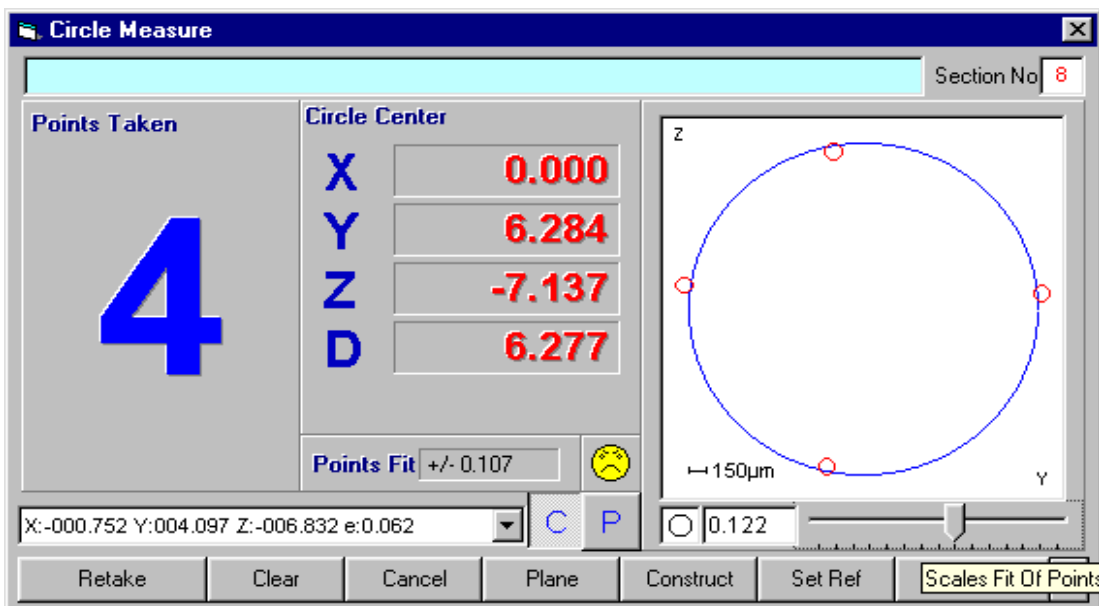 Circle Measure
Section No 8
Points Taken
4
Circle Center
X 0.000
Y 6.284
Z -7.137
D 6.277
Points Fit +/- 0.107
Z
150µm
Y
X:-000.752 Y:004.097 Z:-006.832 e:0.062
C P
0.122
Retake Clear Cancel Plane Construct Set Ref Scales Fit Of Points